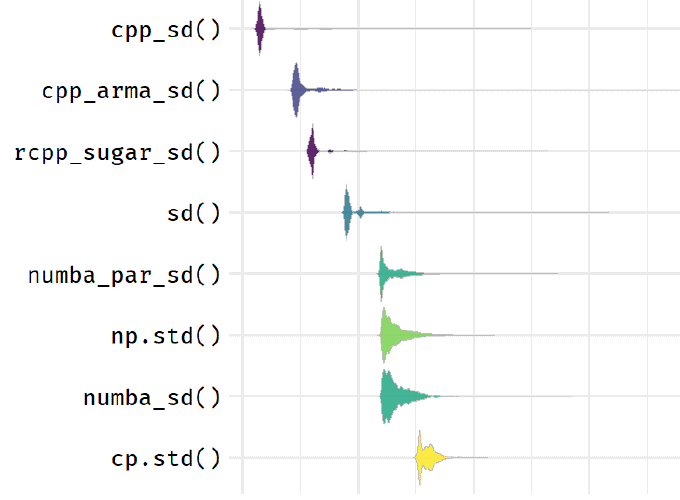 cpp_sd()
cpp_arma_sd()
rcpp_sugar_sd()
sd()
numba_par_sd()
np.std()
numba_sd()
cp.std()